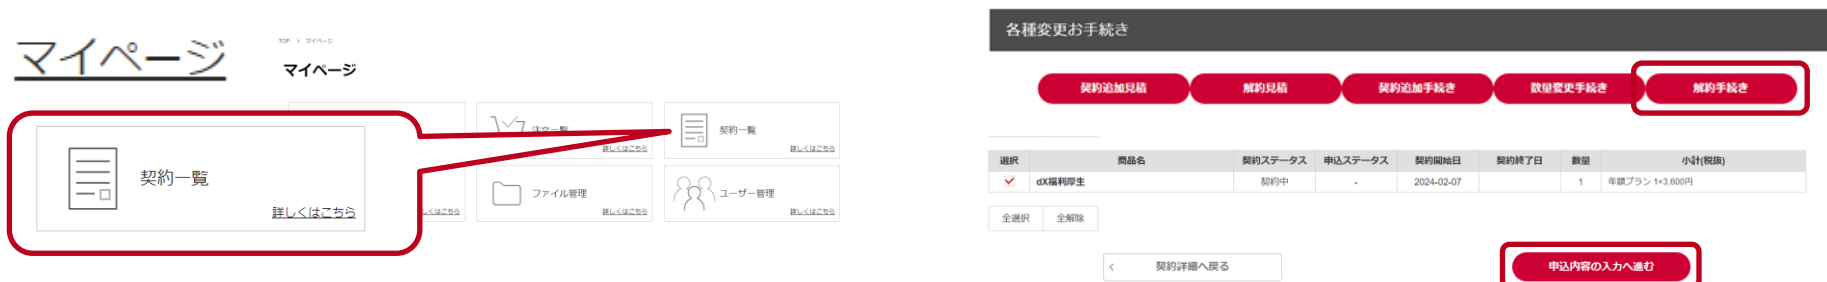 マイページ
TOP > マイページ
マイページ
注文一覧
詳しくはこちら
契約一覧
詳しくはこちら
契約一覧
詳しくはこちら
詳しくはこちら
ファイル管理
詳しくはこちら
ユーザー管理
詳しくはこちら
各種変更お手続き
契約追加見積 解約見積 契約追加手続き 数量変更手続き 解約手続き
選択 商品名 契約ステータス 申込ステータス 契約開始日 契約終了日 数量 小計(税抜)
dX福利厚生 契約中 - 2024-02-07 1 年額プラン 1×3,600円
全選択 全解除
< 契約詳細へ戻る
申込内容の入力へ進む